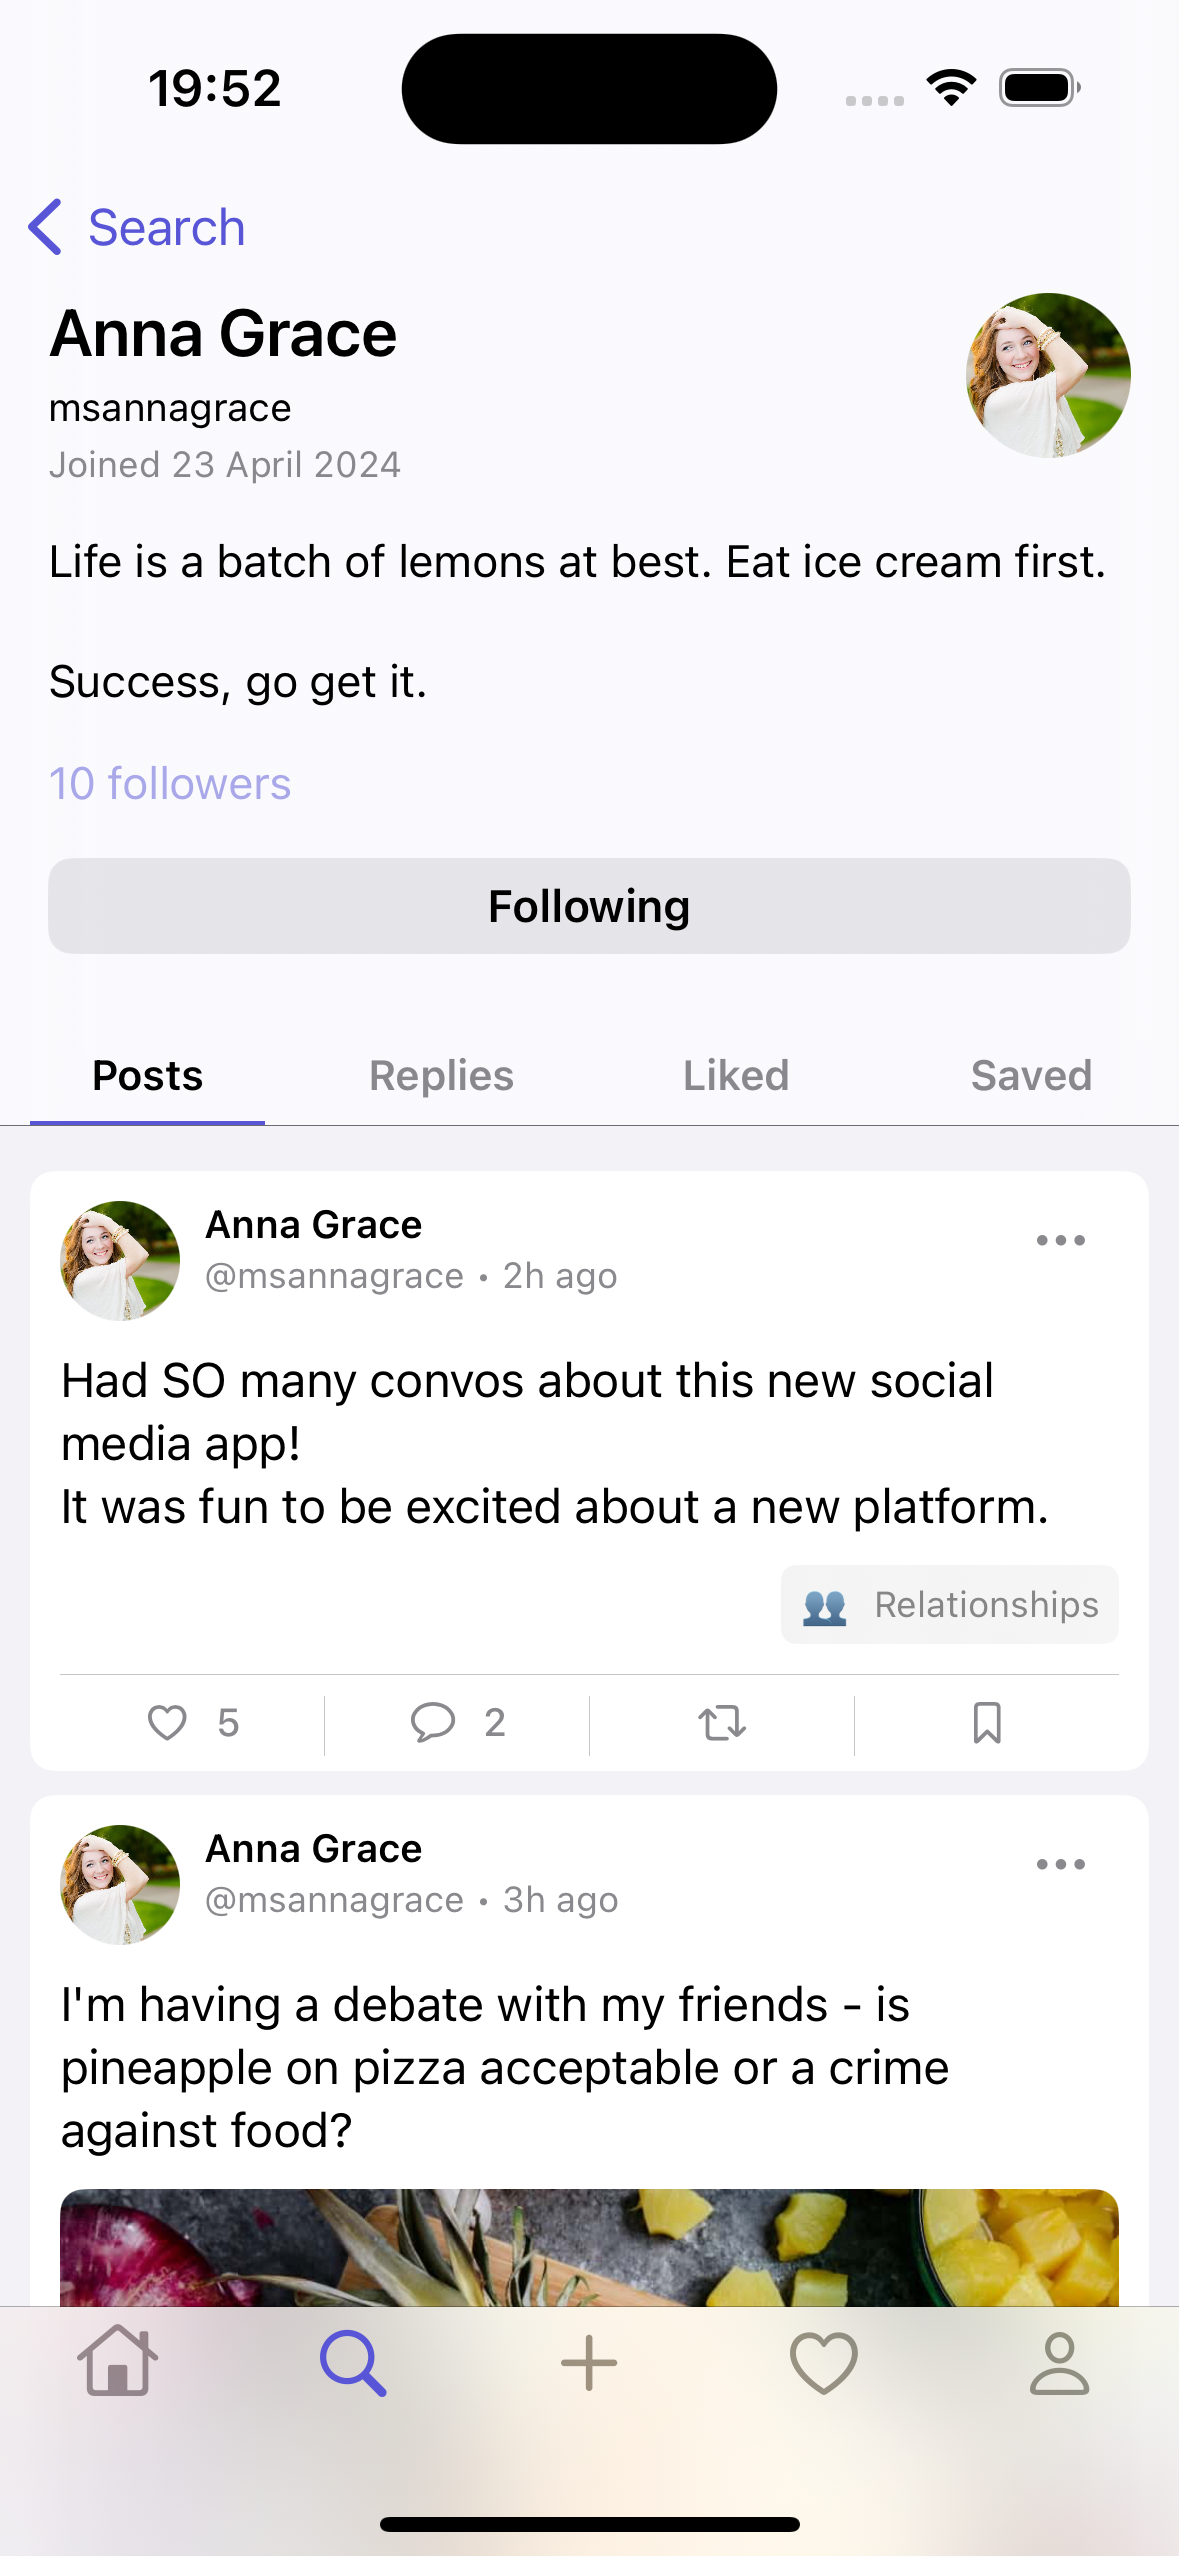 19:52
Search
Anna Grace
msannagrace
Joined 23 April 2024
Life is a batch of lemons at best. Eat ice cream first.
Success, go get it.
10 followers
Following
Posts Replies Liked Saved
Anna Grace
@msannagrace • 2h ago
Had SO many convos about this new social
media app!
It was fun to be excited about a new platform.
👥 Relationships
5 2
Anna Grace
@msannagrace • 3h ago
I'm having a debate with my friends - is
pineapple on pizza acceptable or a crime
against food?